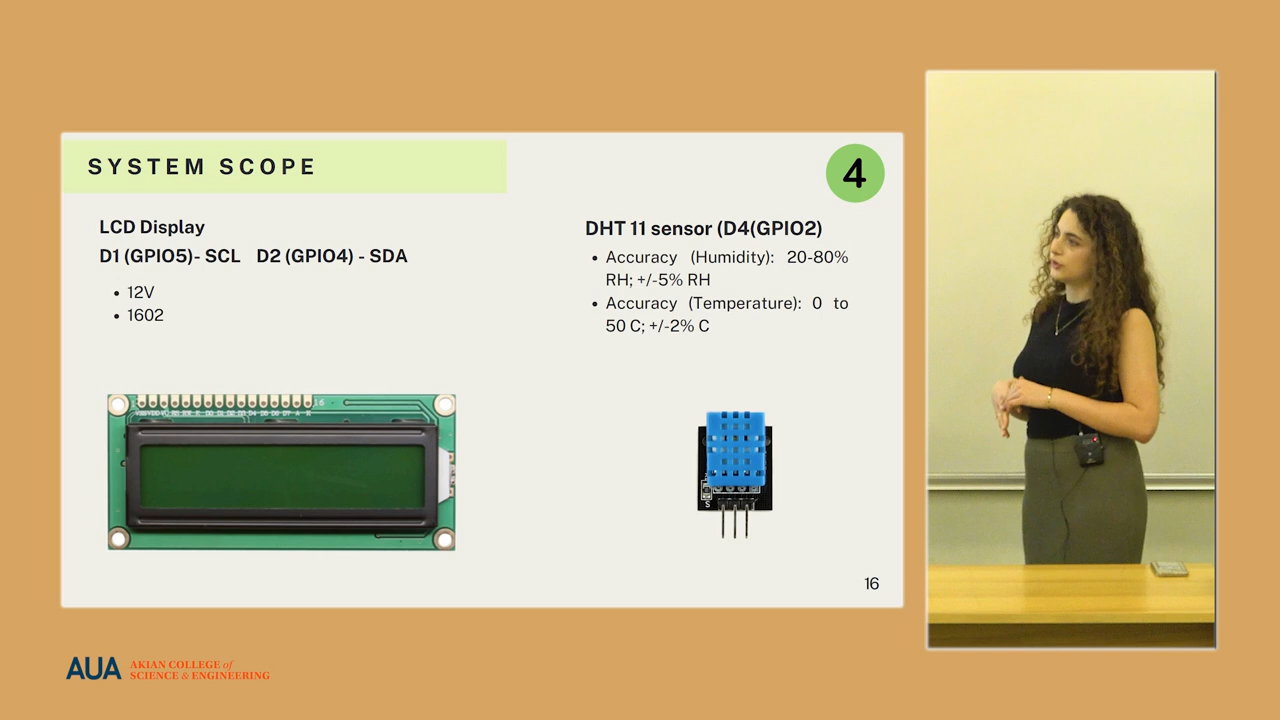 SYSTEM SCOPE
4
LCD Display
D1 (GPIO5)- SCL D2 (GPIO4) - SDA
• 12V
• 1602
DHT 11 sensor (D4(GPIO2)
• Accuracy (Humidity): 20-80%
RH; +/-5% RH
• Accuracy (Temperature): 0 to
50 C; +/-2% C
16
S
16
AUA
AKIAN COLLEGE of
SCIENCE & ENGINEERING